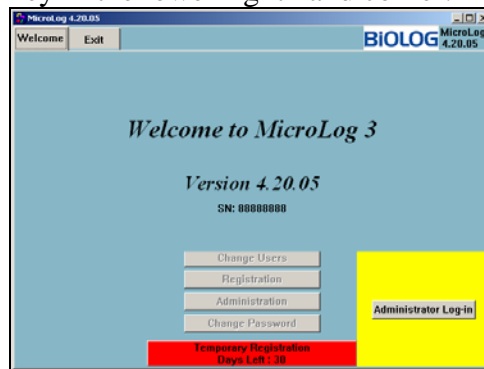 MicroLog 4.20.05
Welcome Exit BiOLOG MicroLog 4.20.05
Welcome to MicroLog 3
Version 4.20.05
SN: 88888888
Change Users
Registration
Administration
Administrator Log-in
Change Password
Temporary Registration
Days Left : 30